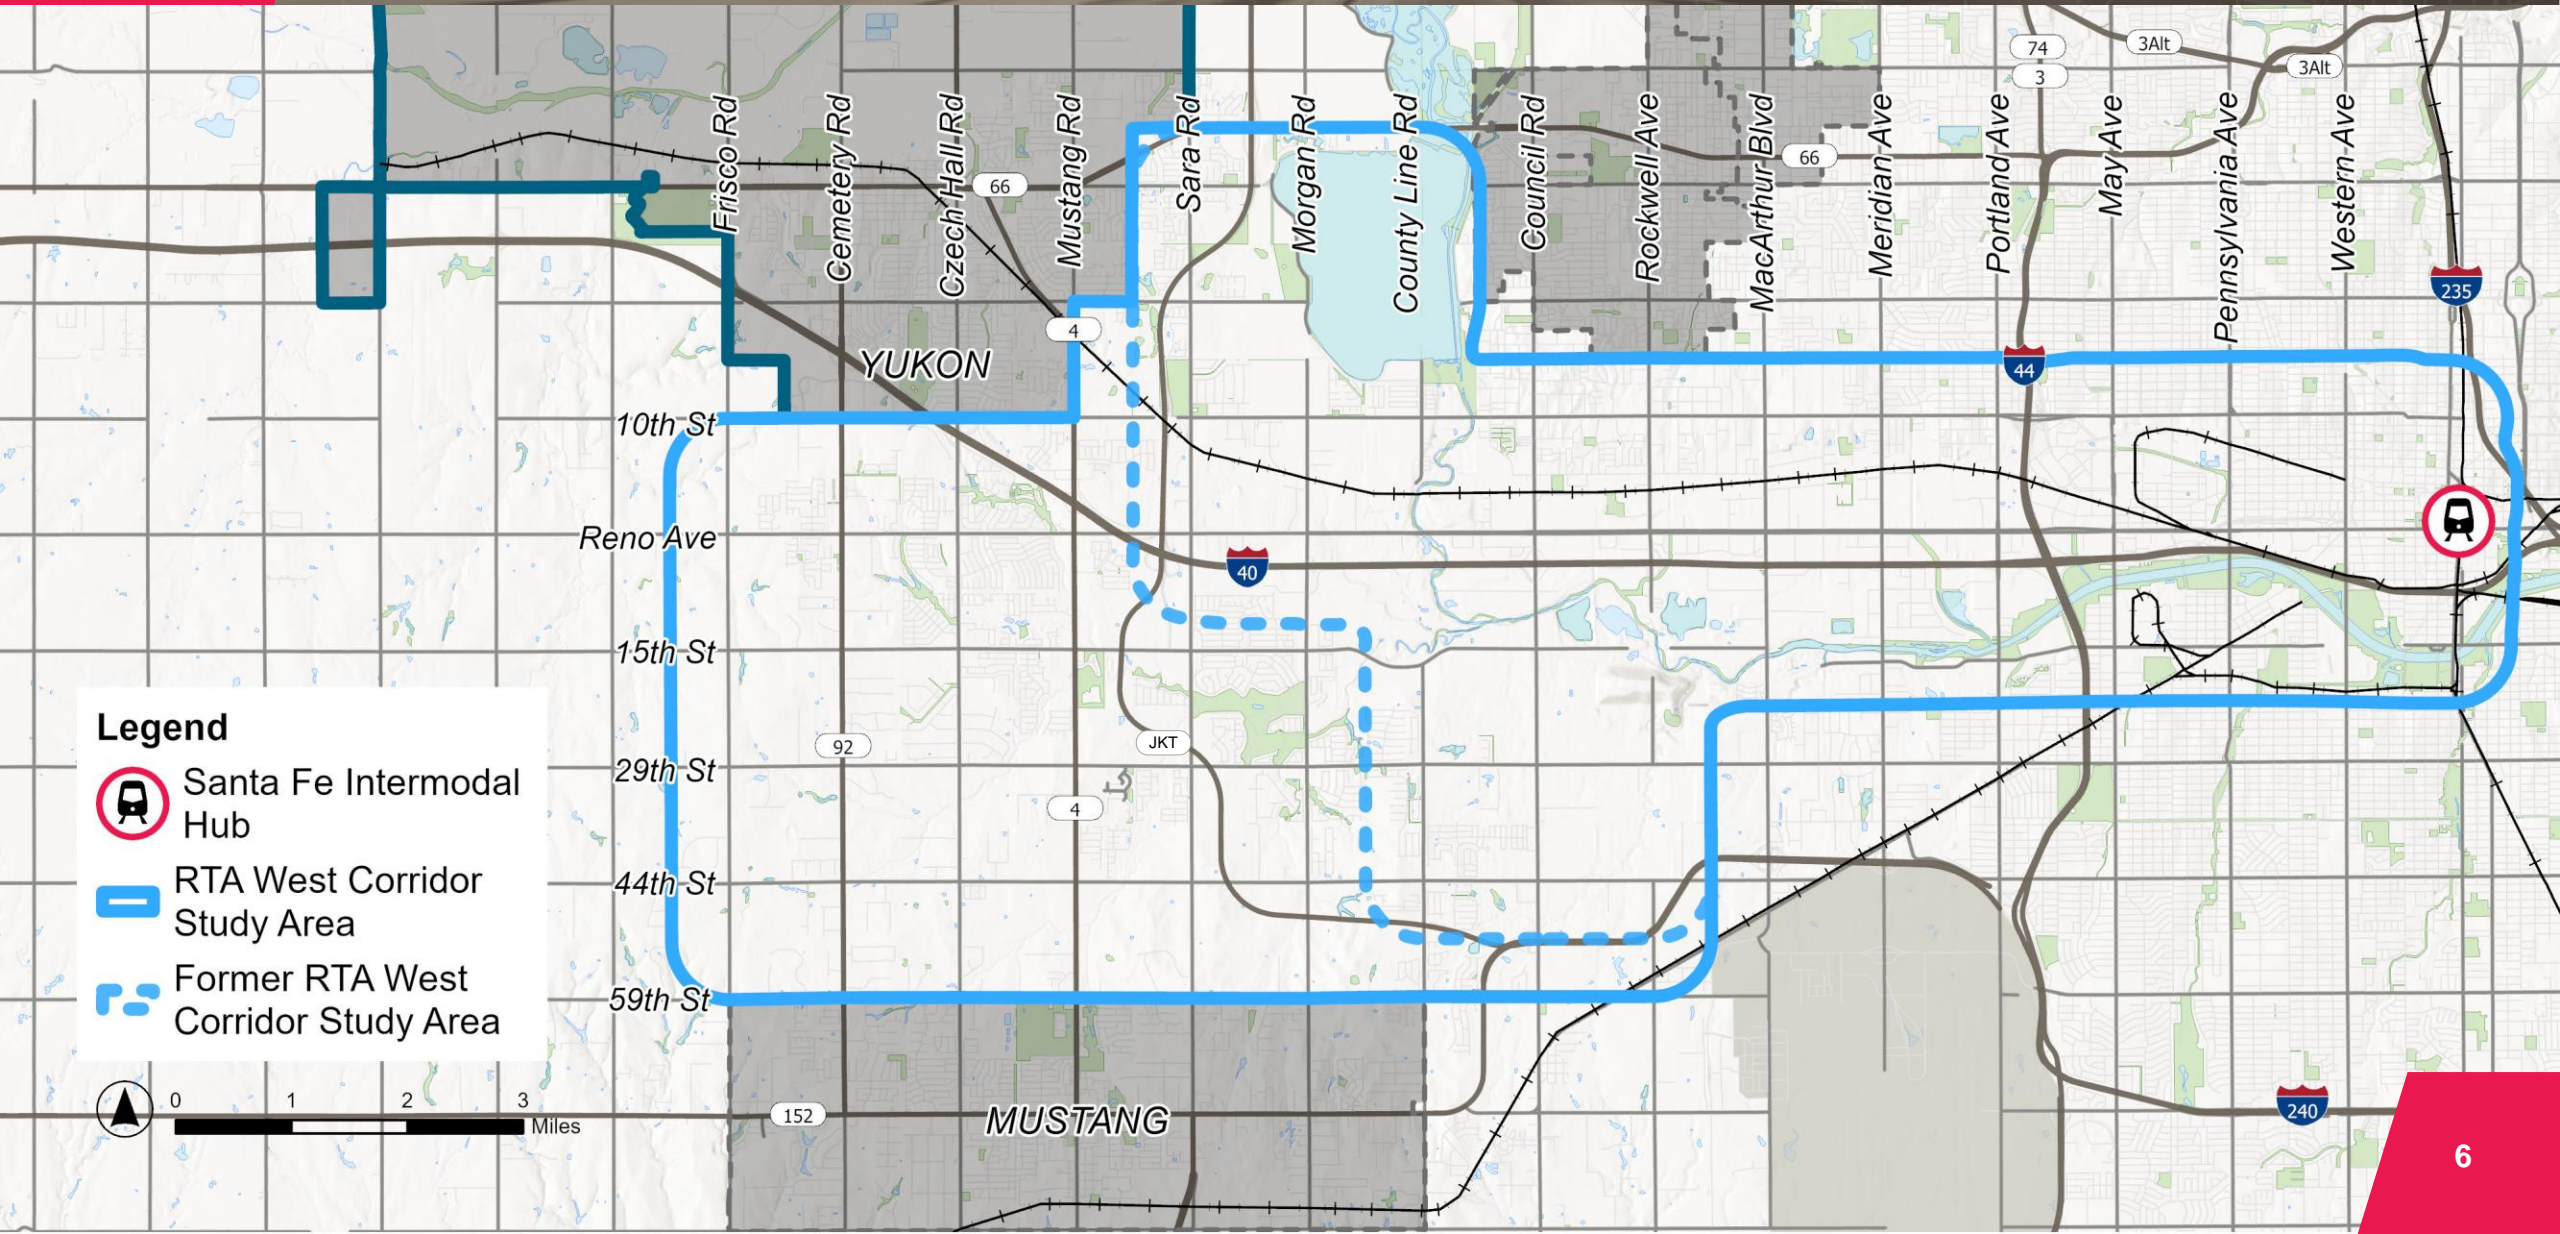 74
3
3Alt
3Alt
Frisco Rd
Cemetery Rd
Czech Hall Rd
Mustang Rd
Sara Rd
Morgan Rd
County Line Rd
Council Rd
Rockwell Ave
MacArthur Blvd
Meridian Ave
Portland Ave
May Ave
Pennsylvania Ave
Western Ave
66
66
235
4
YUKON
44
10th St
Reno Ave
40
15th St
92
JKT
29th St
4
44th St
59th St
Legend
Santa Fe Intermodal
Hub
RTA West Corridor
Study Area
Former RTA West
Corridor Study Area
0 1 2 3
Miles
152
MUSTANG
240
6